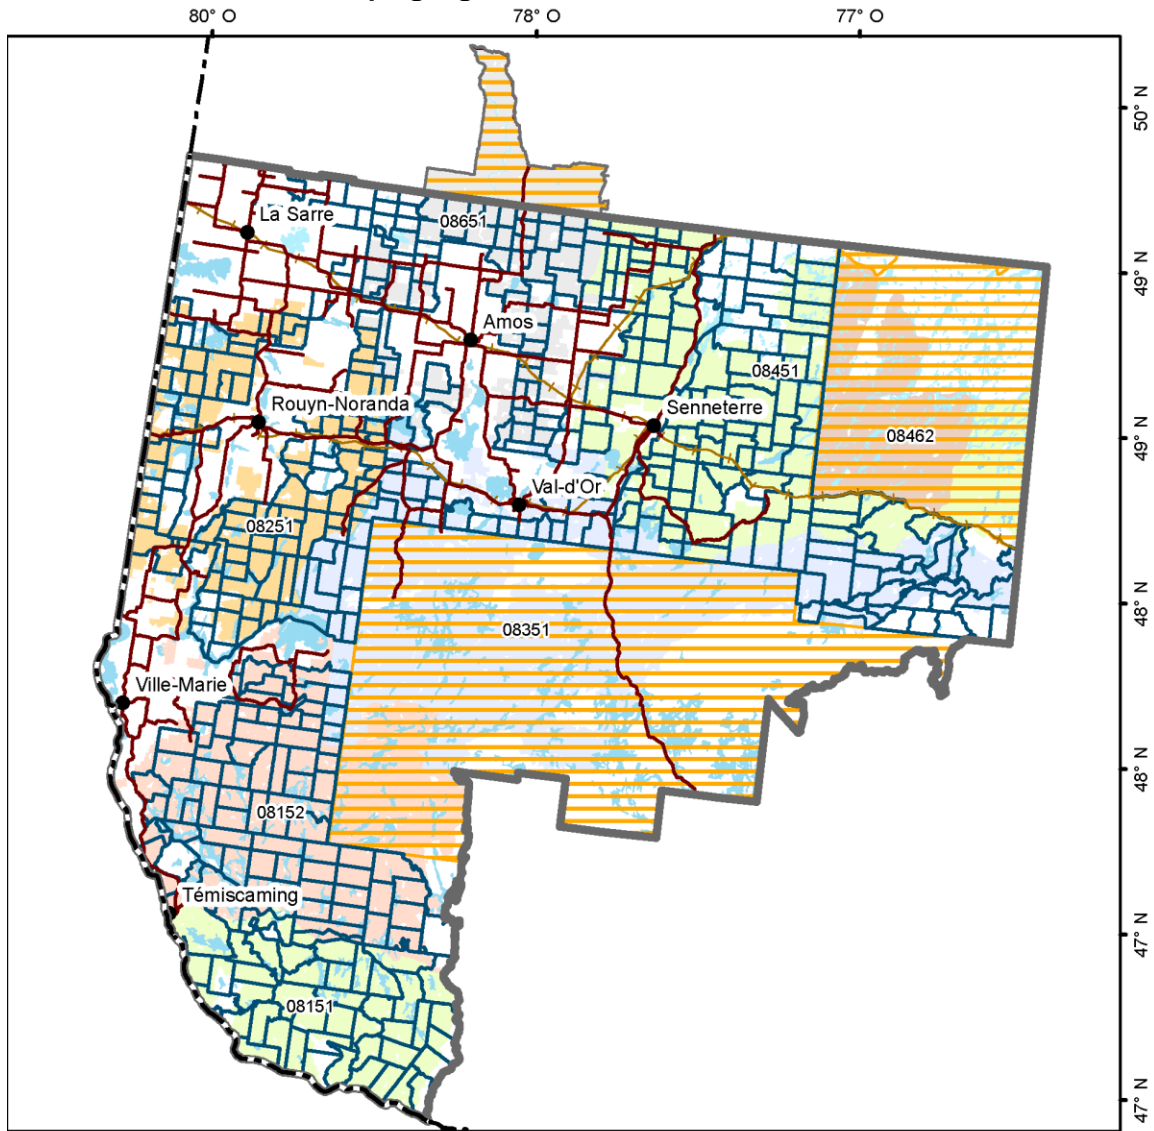 80° O 78° O 77° O
50° N
La Sarre
08651
49° N
Amos
08451
Rouyn-Noranda
Senneterre
08462
49° N
Val-d'Or
08251
48° N
08351
Ville-Marie
48° N
08152
Témiscaming
47° N
08151
47° N